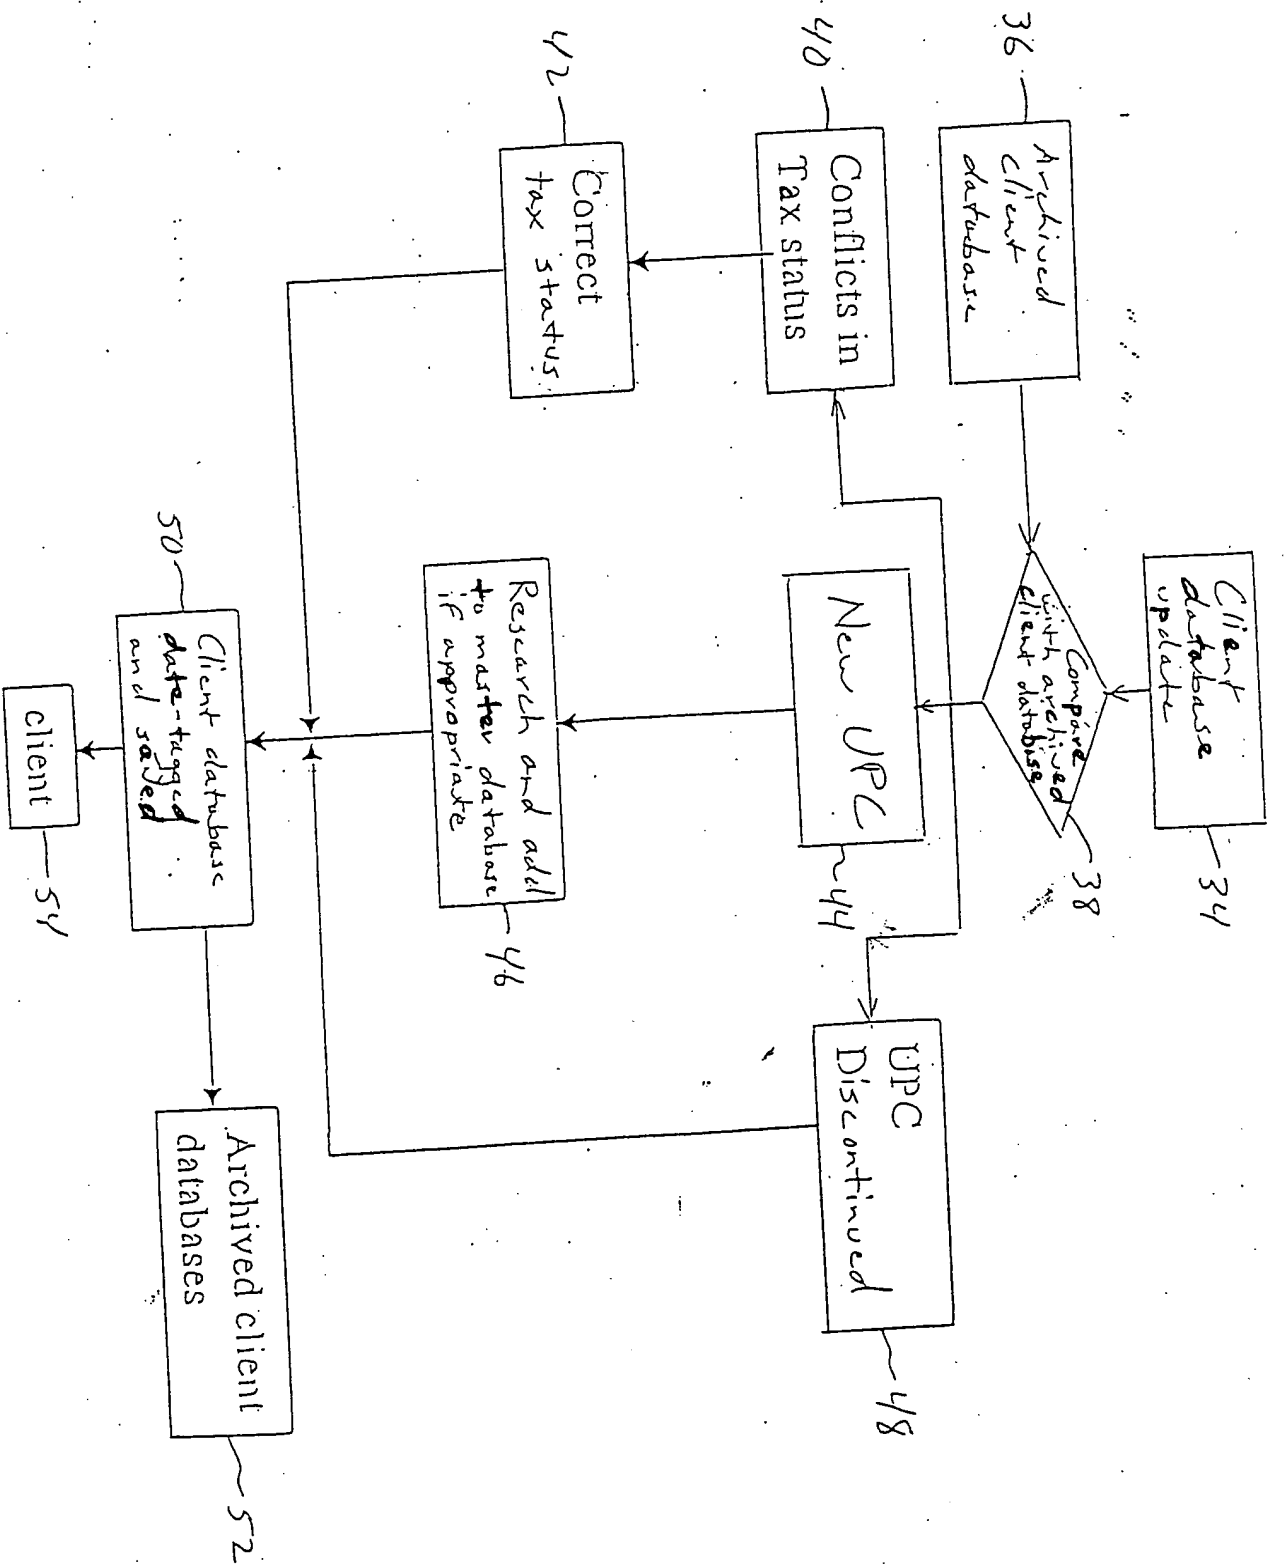 Client
database
update
34
36
Archived
client
database
Compare
with archived
client database
38
40
Conflicts in
Tax status
New UPC
44
UPC
Discontinued
48
42
Correct
tax status
Research and add
to master database
if appropriate
46
50
Client database
date-tagged
and saved
Archived client
databases
52
client
54